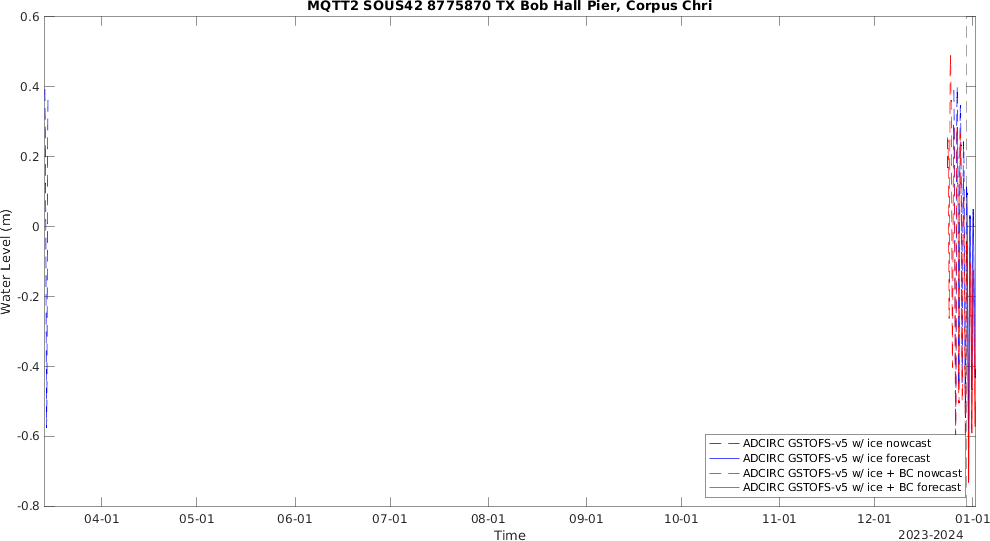 MQTT2 SOUS42 8775870 TX Bob Hall Pier, Corpus Chri
0.6
0.4
0.2
0
-0.2
-0.4
-0.6
-0.8
Water Level (m)
ADCIRC GSTOFS-v5 w/ ice nowcast
ADCIRC GSTOFS-v5 w/ ice forecast
ADCIRC GSTOFS-v5 w/ ice + BC nowcast
ADCIRC GSTOFS-v5 w/ ice + BC forecast
04-01 05-01 06-01 07-01 08-01 09-01 10-01 11-01 12-01 01-01
Time
2023-2024